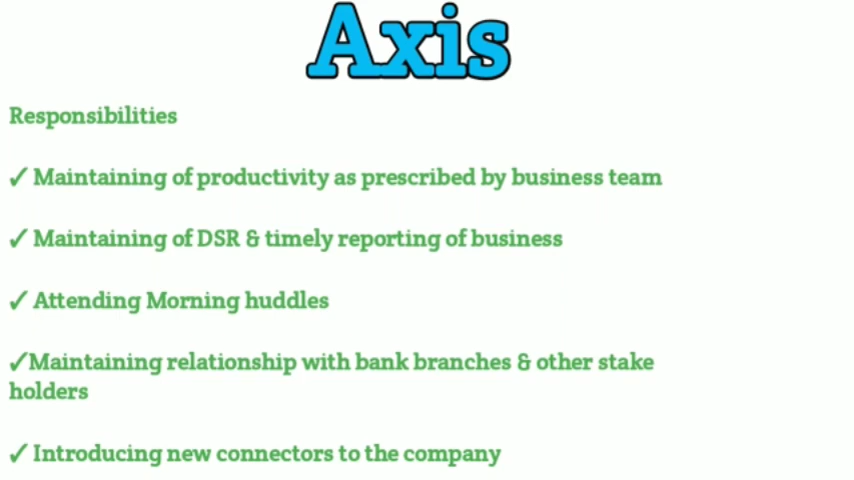 Axis
Responsibilities
✓ Maintaining of productivity as prescribed by business team
✓ Maintaining of DSR & timely reporting of business
✓ Attending Morning huddles
✓Maintaining relationship with bank branches & other stake
holders
✓ Introducing new connectors to the company